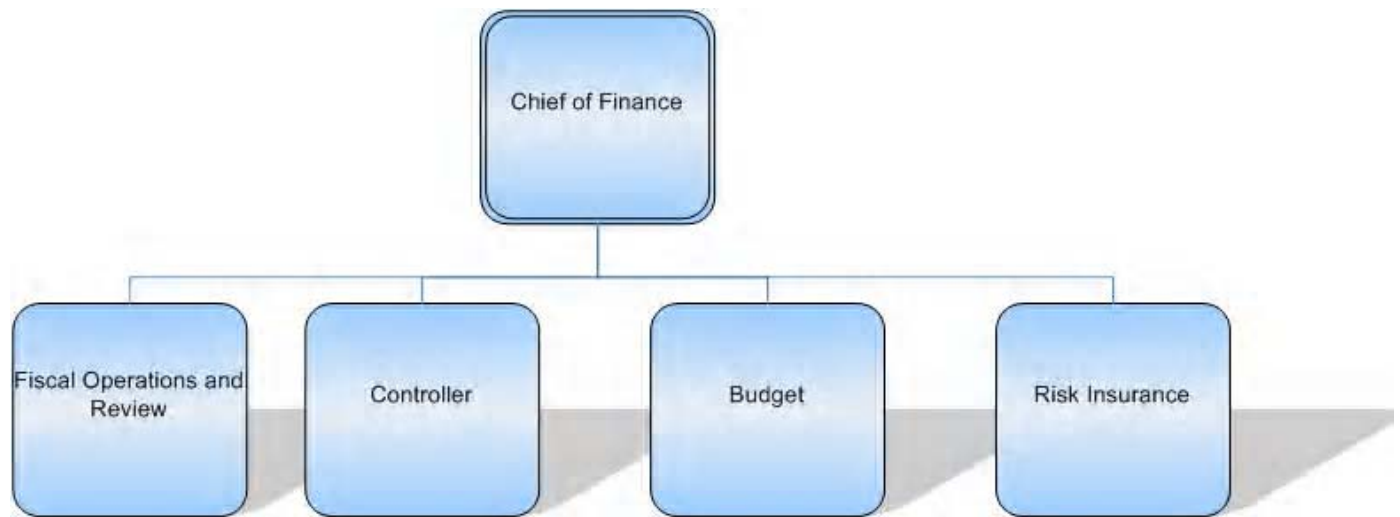 Chief of Finance
Fiscal Operations and
Review
Controller
Budget
Risk Insurance